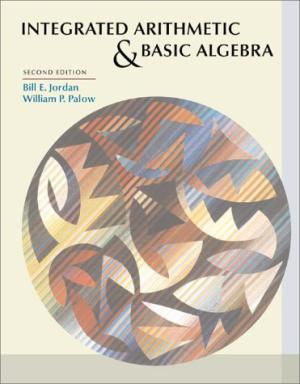 INTEGRATED ARITHMETIC
& BASIC ALGEBRA
SECOND EDITION
Bill E. Jordan
William P. Palow